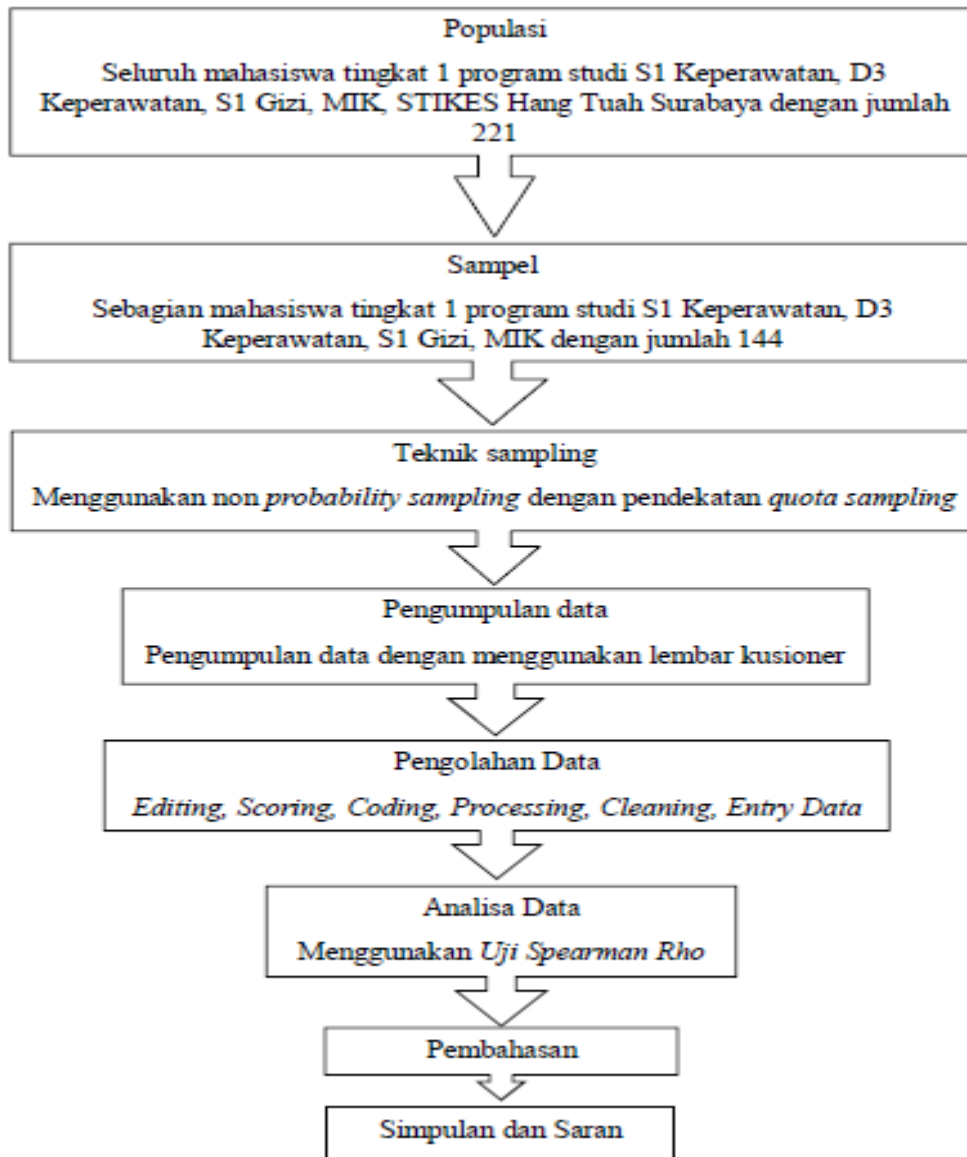 Populasi
Seluruh mahasiswa tingkat 1 program studi S1 Keperawatan, D3
Keperawatan, S1 Gizi, MIK, STIKES Hang Tuah Surabaya dengan jumlah
221
Sampel
Sebagian mahasiswa tingkat 1 program studi S1 Keperawatan, D3
Keperawatan, S1 Gizi, MIK dengan jumlah 144
Teknik sampling
Menggunakan non probability sampling dengan pendekatan quota sampling
Pengumpulan data
Pengumpulan data dengan menggunakan lembar kusioner
Pengolahan Data
Editing, Scoring, Coding, Processing, Cleaning, Entry Data
Analisa Data
Menggunakan Uji Spearman Rho
Pembahasan
Simpulan dan Saran